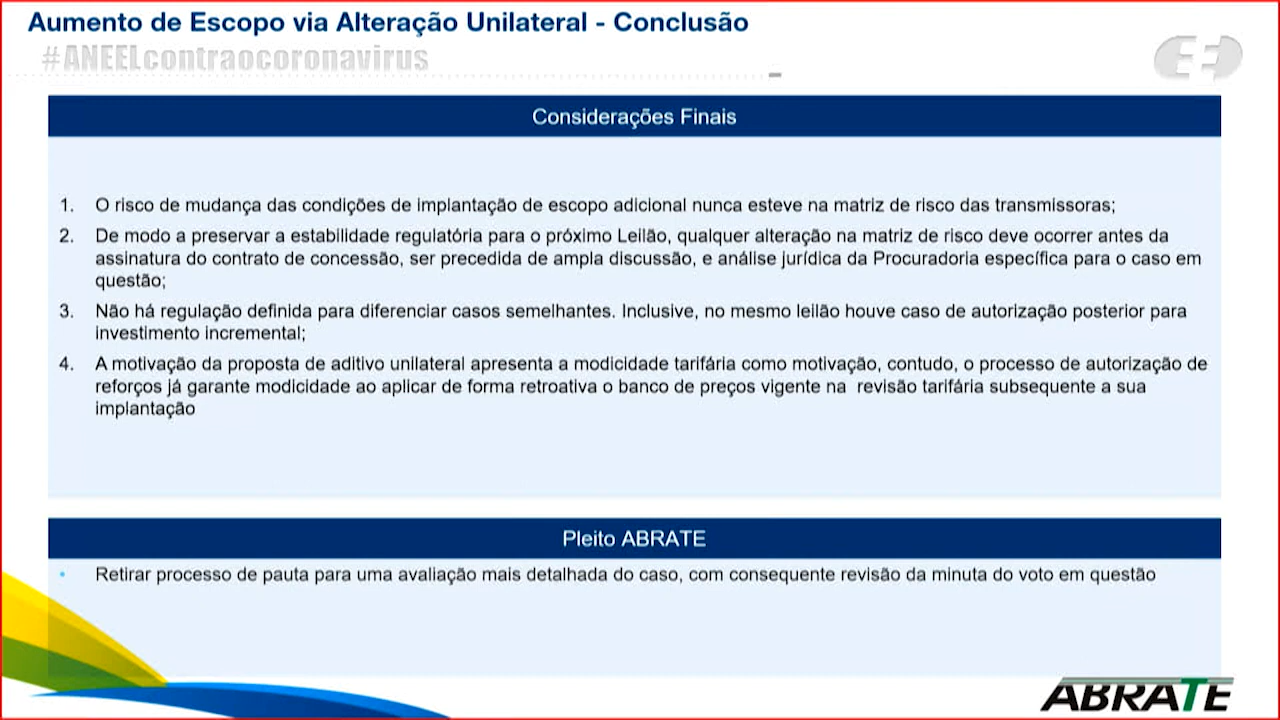 Aumento de Escopo via Alteração Unilateral - Conclusão
#ANEELcontraocoronavirus
Considerações Finais
1. O risco de mudança das condições de implantação de escopo adicional nunca esteve na matriz de risco das transmissoras;
2. De modo a preservar a estabilidade regulatória para o próximo Leilão, qualquer alteração na matriz de risco deve ocorrer antes da
assinatura do contrato de concessão, ser precedida de ampla discussão, e análise jurídica da Procuradoria específica para o caso em
questão;
3. Não há regulação definida para diferenciar casos semelhantes. Inclusive, no mesmo leilão houve caso de autorização posterior para
investimento incremental;
4. A motivação da proposta de aditivo unilateral apresenta a modicidade tarifária como motivação, contudo, o processo de autorização de
reforços já garante modicidade ao aplicar de forma retroativa o banco de preços vigente na revisão tarifária subsequente a sua
implantação
Pleito ABRATE
• Retirar processo de pauta para uma avaliação mais detalhada do caso, com consequente revisão da minuta do voto em questão
ABRATE